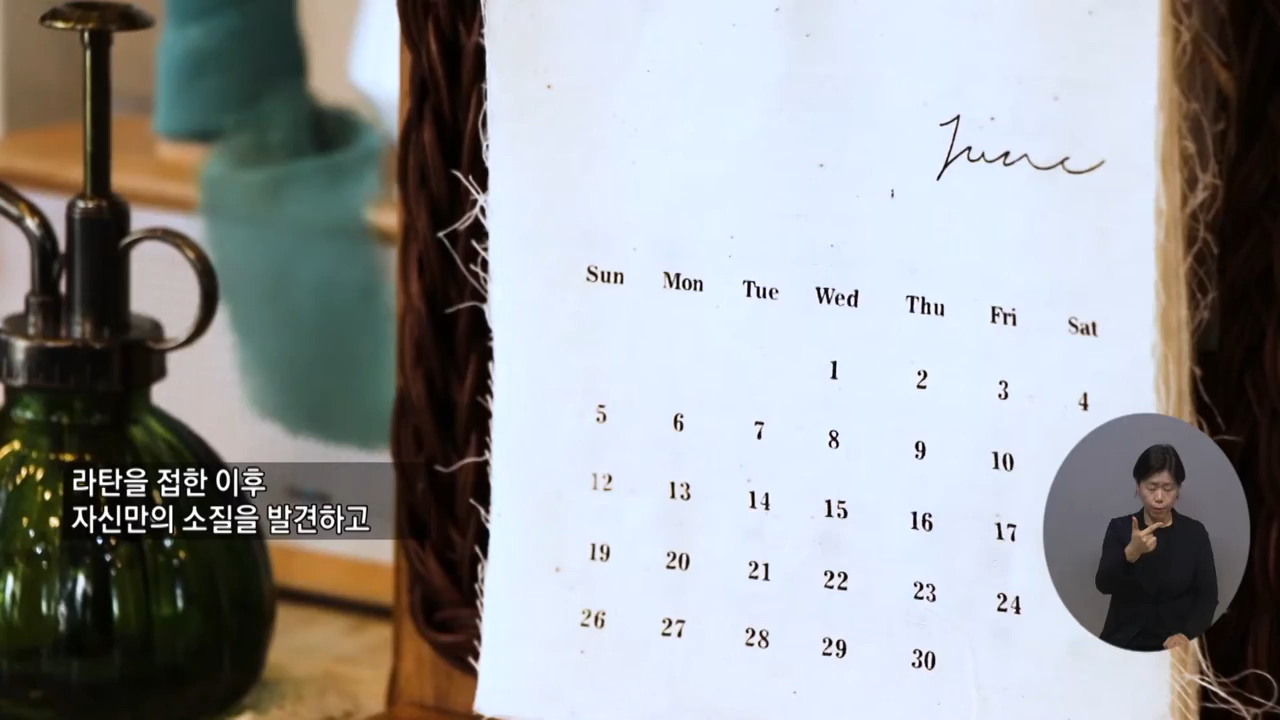 June
Sun Mon Tue Wed Thu Fri Sat
1 2 3 4
5 6 7 8 9 10
12 13 14 15 16 17
19 20 21 22 23 24
26 27 28 29 30
라탄을 접한 이후
자신만의 소질을 발견하고